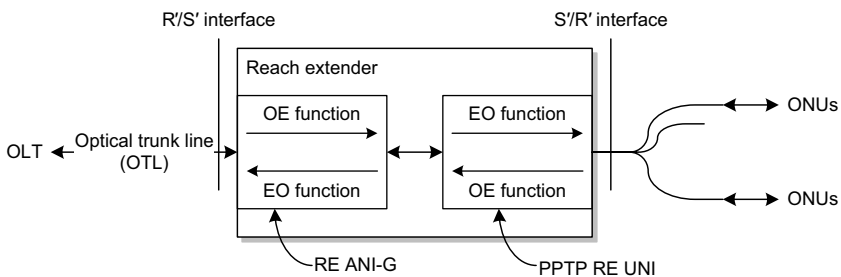 R′/S′ interface
S′/R′ interface
Reach extender
OE function
EO function
EO function
OE function
OLT
Optical trunk line
(OTL)
ONUs
ONUs
RE ANI-G
PPTP RE UNI